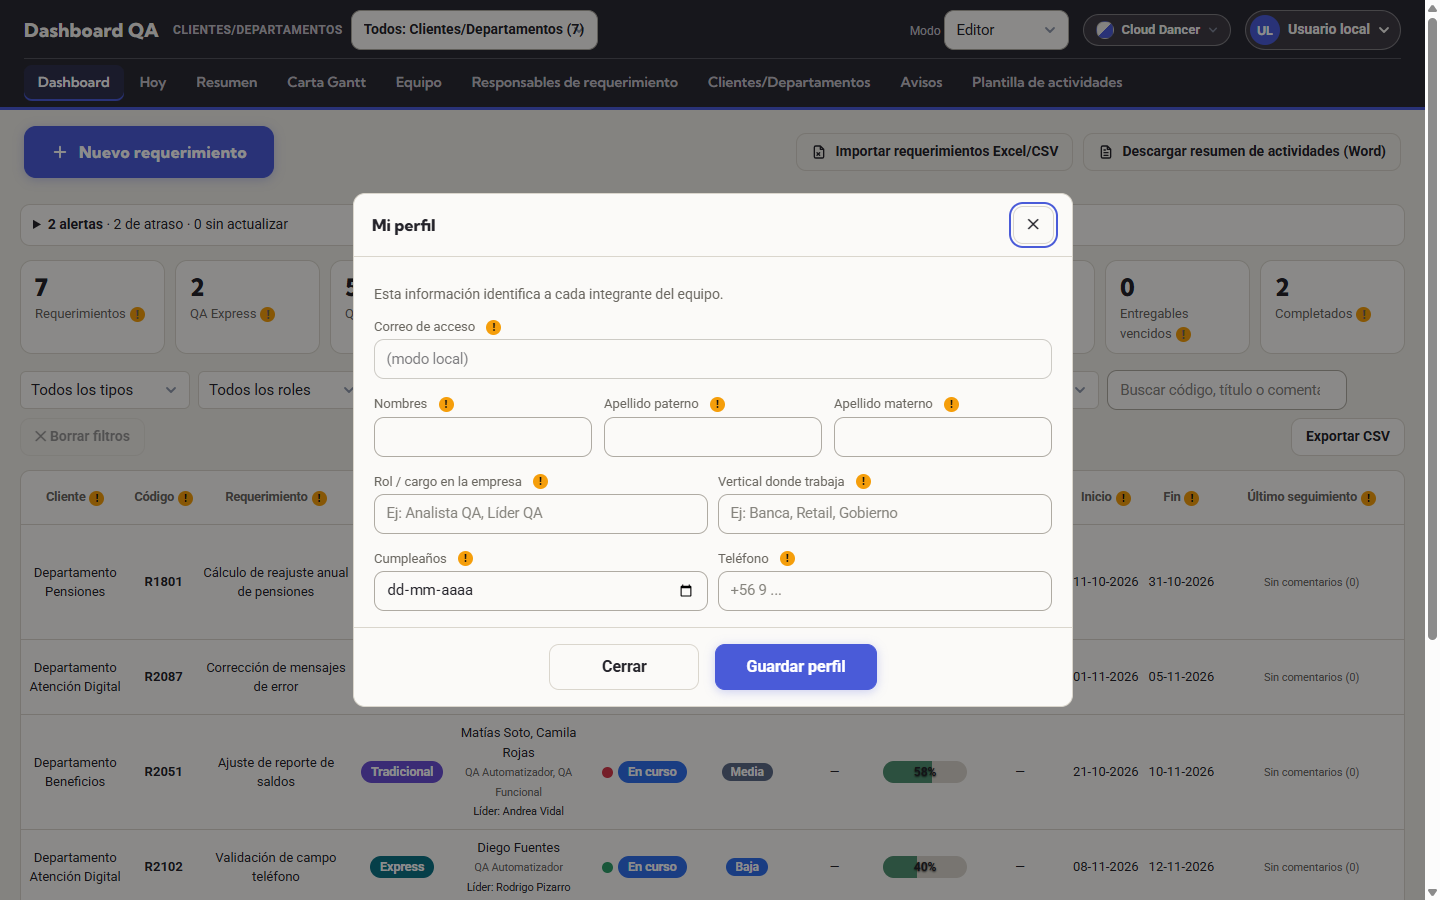 Dashboard QA
CLIENTES/DEPARTAMENTOS
Todos: Clientes/Departamentos (7)
Modo
Editor
Cloud Dancer
UL
Usuario local
Dashboard
Hoy
Resumen
Carta Gantt
Equipo
Responsables de requerimiento
Clientes/Departamentos
Avisos
Plantilla de actividades
+ Nuevo requerimiento
Importar requerimientos Excel/CSV
Descargar resumen de actividades (Word)
2 alertas · 2 de atraso · 0 sin actualizar
7
Requerimientos !
2
QA Express !
0
Entregables
vencidos !
2
Completados !
Todos los tipos
Todos los roles
Buscar código, título o comenta
Borrar filtros
Exportar CSV
Cliente !
Código !
Requerimiento !
Inicio !
Fin !
Último seguimiento !
Departamento
Pensiones
R1801
Cálculo de reajuste anual
de pensiones
11-10-2026
31-10-2026
Sin comentarios (0)
Departamento
Atención Digital
R2087
Corrección de mensajes
de error
01-11-2026
05-11-2026
Sin comentarios (0)
Departamento
Beneficios
R2051
Ajuste de reporte de
saldos
Tradicional
Matías Soto, Camila
Rojas
QA Automatizador, QA
Funcional
Líder: Andrea Vidal
En curso
Media
—
58%
—
21-10-2026
10-11-2026
Sin comentarios (0)
Departamento
Atención Digital
R2102
Validación de campo
teléfono
Express
Diego Fuentes
QA Automatizador
Líder: Rodrigo Pizarro
En curso
Baja
—
40%
—
08-11-2026
12-11-2026
Sin comentarios (0)
Mi perfil
Esta información identifica a cada integrante del equipo.
Correo de acceso !
(modo local)
Nombres !
Apellido paterno !
Apellido materno !
Rol / cargo en la empresa !
Vertical donde trabaja !
Ej: Analista QA, Líder QA
Ej: Banca, Retail, Gobierno
Cumpleaños !
Teléfono !
dd-mm-aaaa
+56 9 ...
Cerrar
Guardar perfil